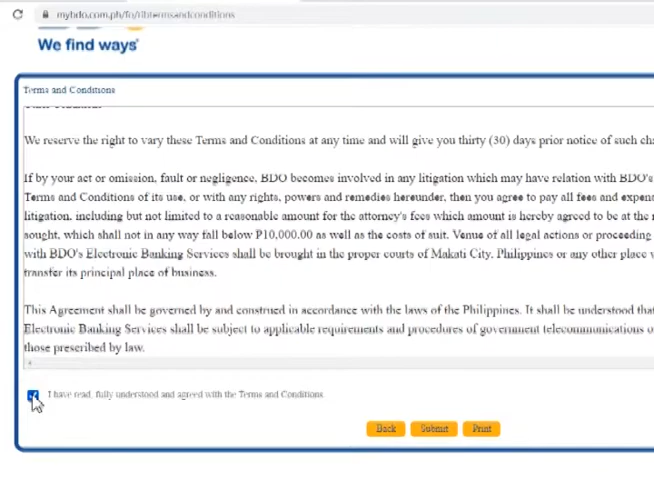 mybdo.com.ph/fo/ribtermsandconditions
We find ways
Terms and Conditions
We reserve the right to vary these Terms and Conditions at any time and will give you thirty (30) days prior notice of such
If by your act or omission, fault or negligence, BDO becomes involved in any litigation which may have relation with BDO's
Terms and Conditions of its use, or with any rights, powers and remedies hereunder, then you agree to pay all fees and
litigation, including but not limited to a reasonable amount for the attorney's fees which amount is hereby agreed to be at the
sought, which shall not in any way fall below P10,000.00 as well as the costs of suit. Venue of all legal actions or proceeding
with BDO's Electronic Banking Services shall be brought in the proper courts of Makati City, Philippines or any other place
transfer its principal place of business.
This Agreement shall be governed by and construed in accordance with the laws of the Philippines. It shall be understood that
Electronic Banking Services shall be subject to applicable requirements and procedures of government telecommunications
those prescribed by law.
I have read, fully understood and agreed with the Terms and Conditions.
Back Submit Print